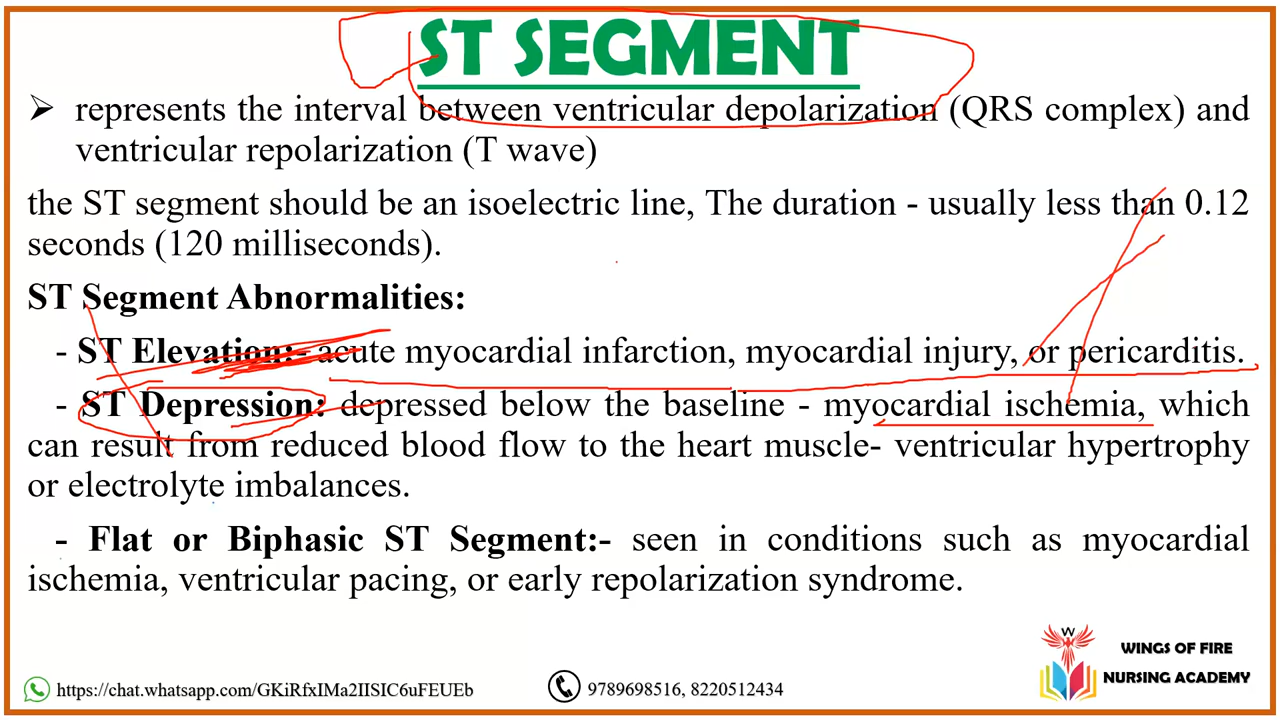 ST SEGMENT
➢ represents the interval between ventricular depolarization (QRS complex) and
ventricular repolarization (T wave)
the ST segment should be an isoelectric line, The duration - usually less than 0.12
seconds (120 milliseconds).
ST Segment Abnormalities:
- ST Elevation:- acute myocardial infarction, myocardial injury, or pericarditis.
- ST Depression: depressed below the baseline - myocardial ischemia, which
can result from reduced blood flow to the heart muscle- ventricular hypertrophy
or electrolyte imbalances.
- Flat or Biphasic ST Segment:- seen in conditions such as myocardial
ischemia, ventricular pacing, or early repolarization syndrome.
W
WINGS OF FIRE
NURSING ACADEMY
https://chat.whatsapp.com/GKiRfxIMa2IISIC6uFEUEb
9789698516, 8220512434